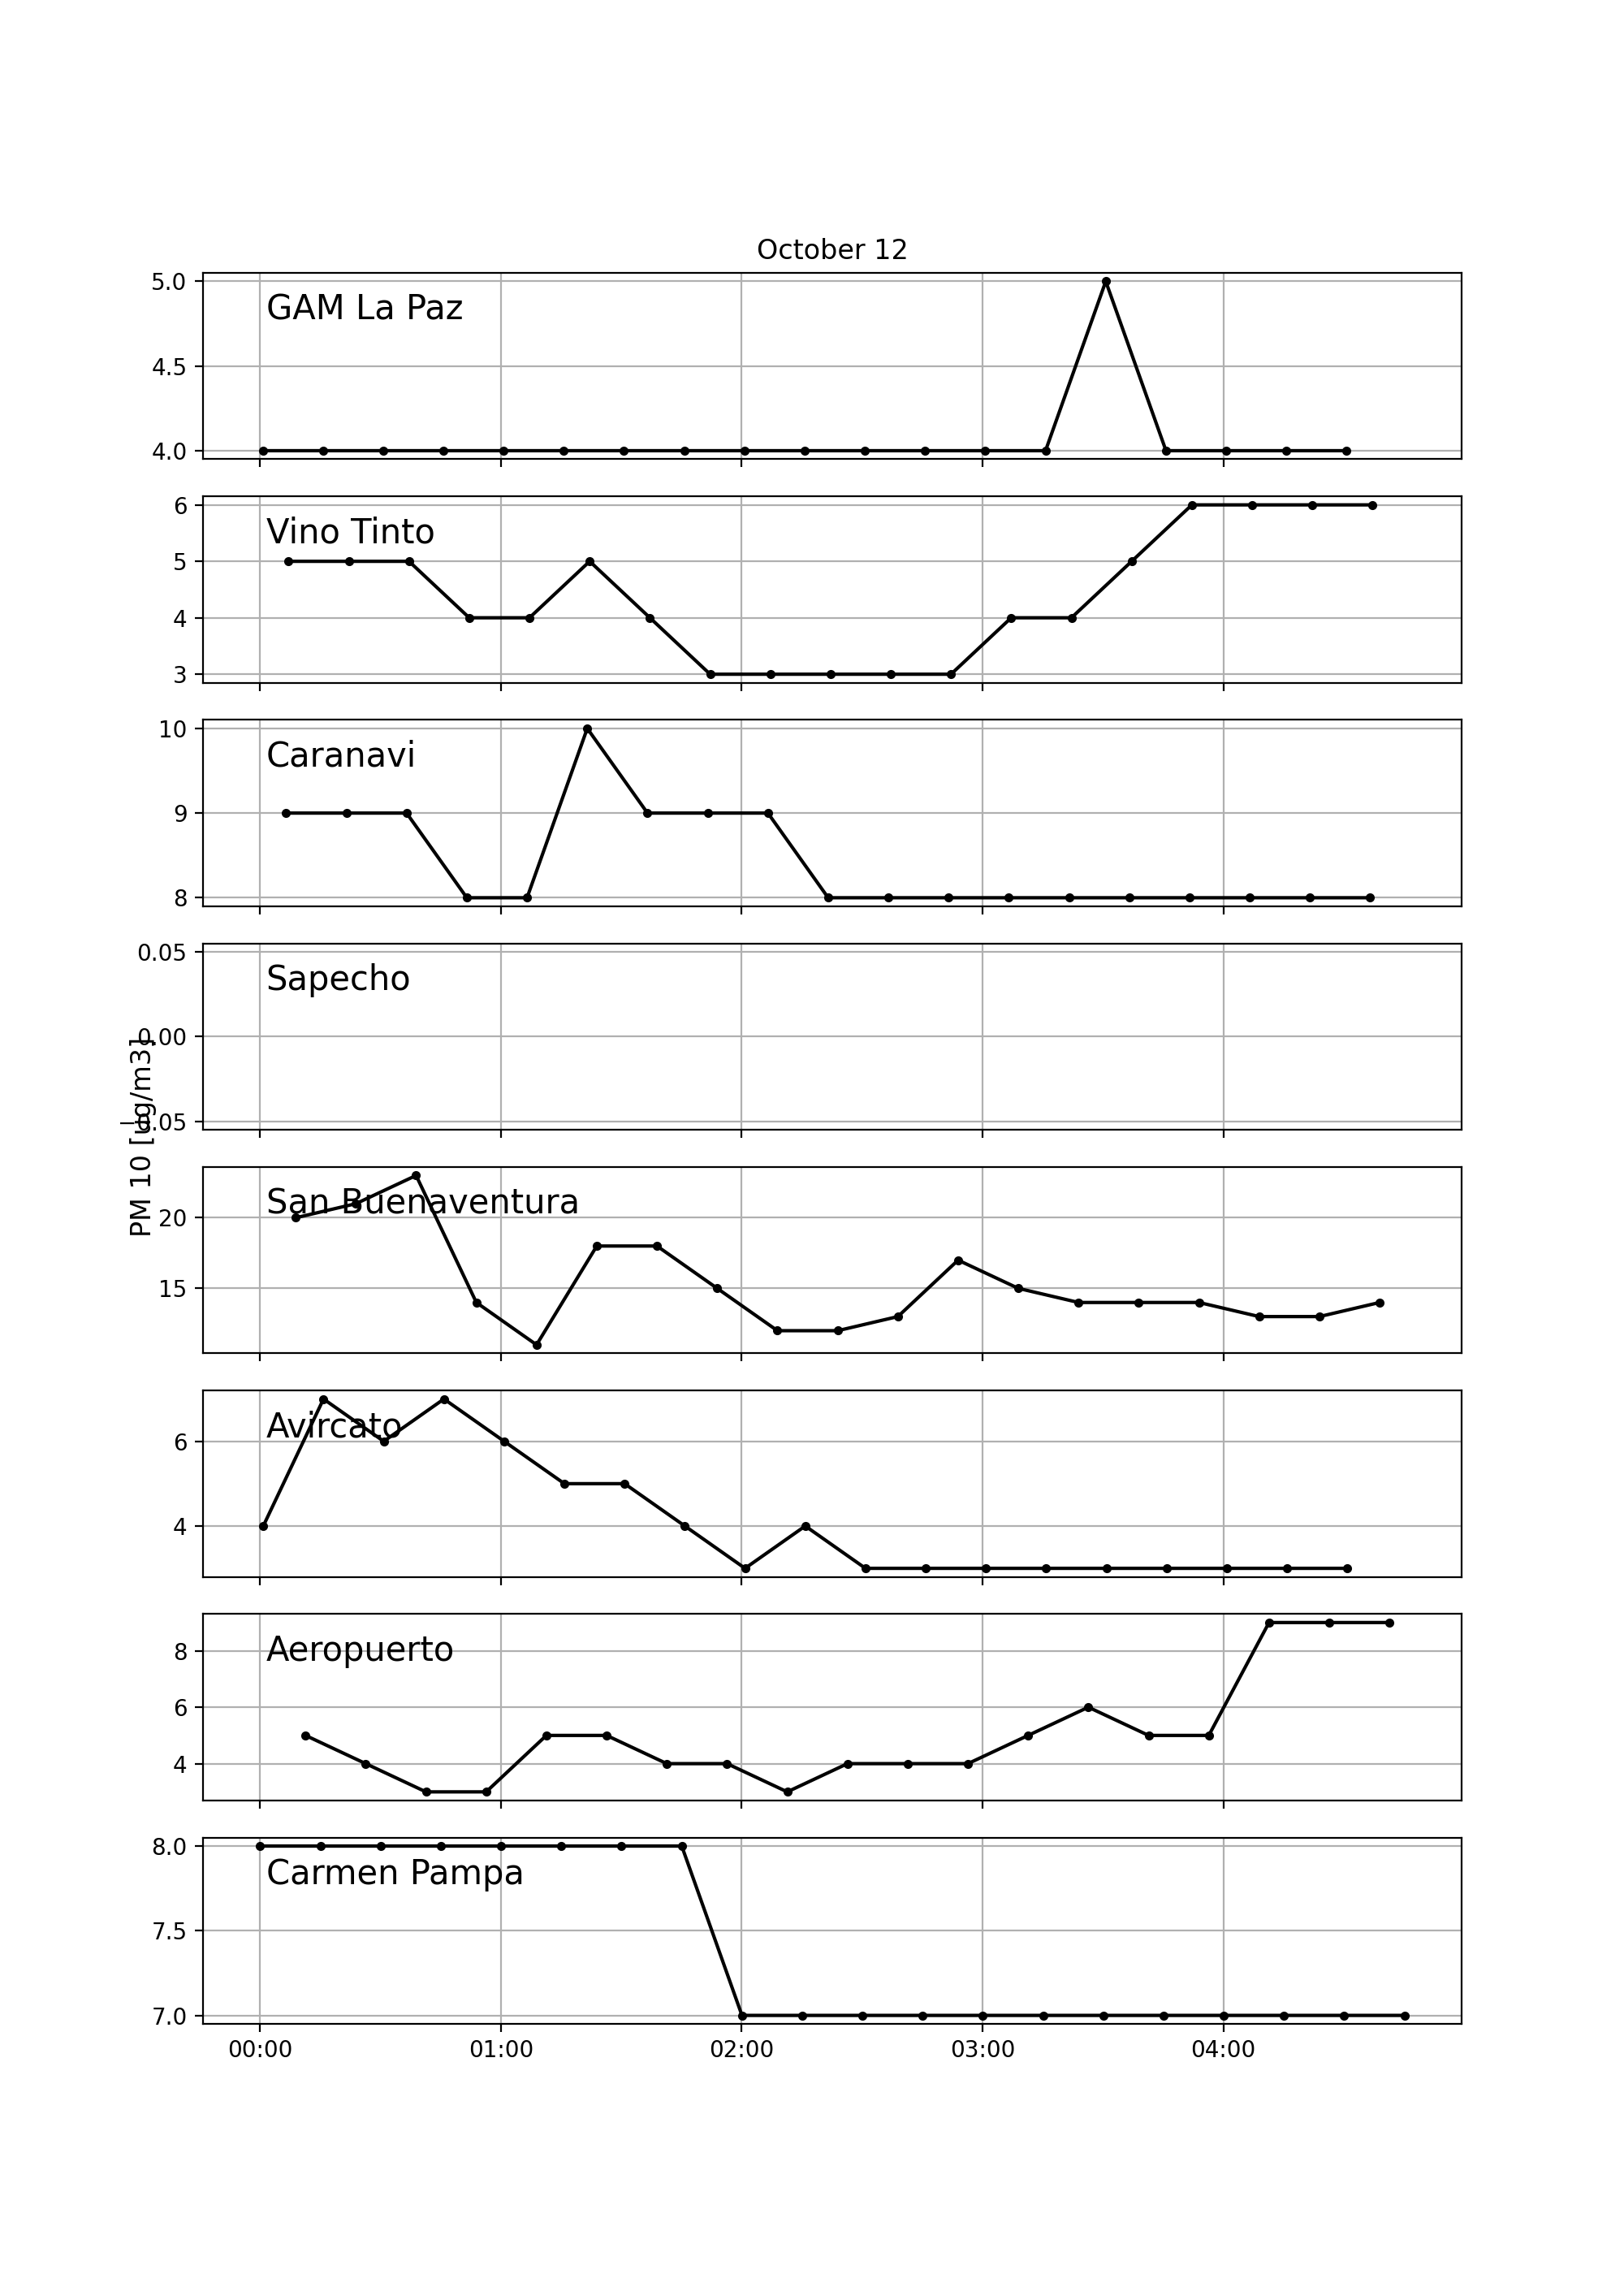 October 12
5.0
GAM La Paz
4.5
4.0
6
Vino Tinto
5
4
3
10
Caranavi
9
8
0.05
Sapecho
0.00
−0.05
PM 10 [ug/m3]
San Buenaventura
20
15
Avircato
6
4
Aeropuerto
8
6
4
8.0
Carmen Pampa
7.5
7.0
00:00 01:00 02:00 03:00 04:00